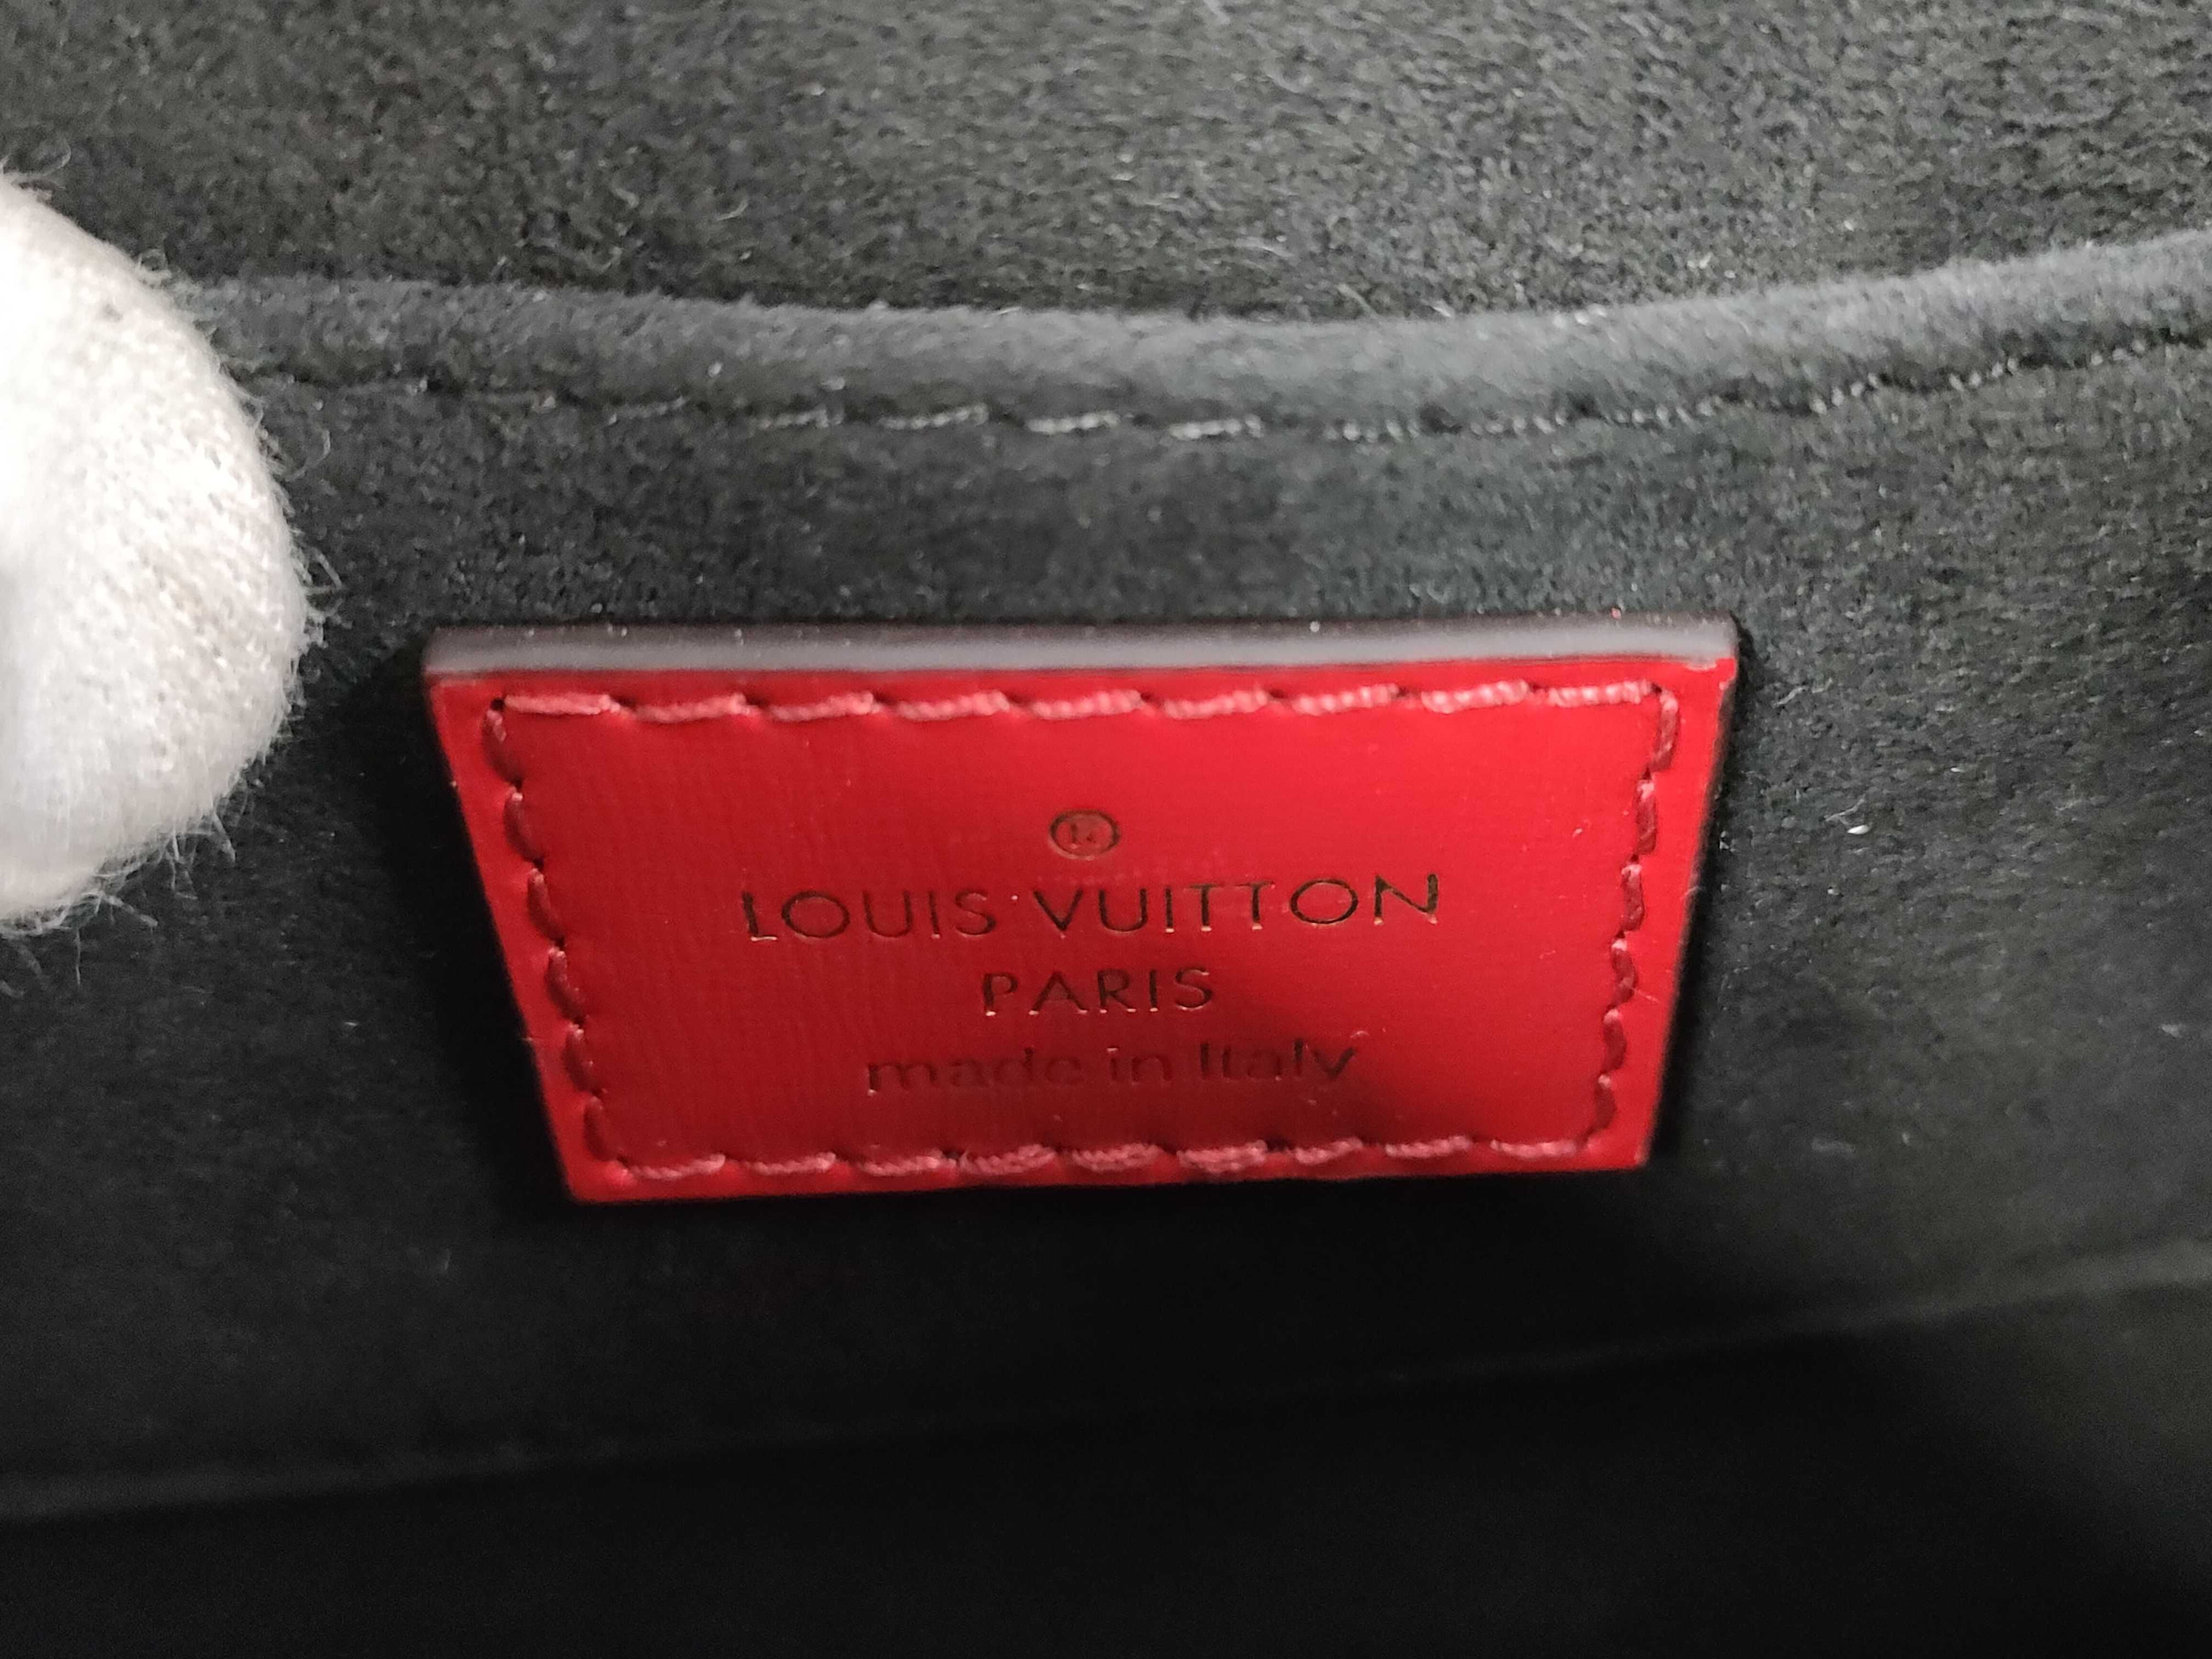 LOUIS VUITTON
PARIS
made in Italy